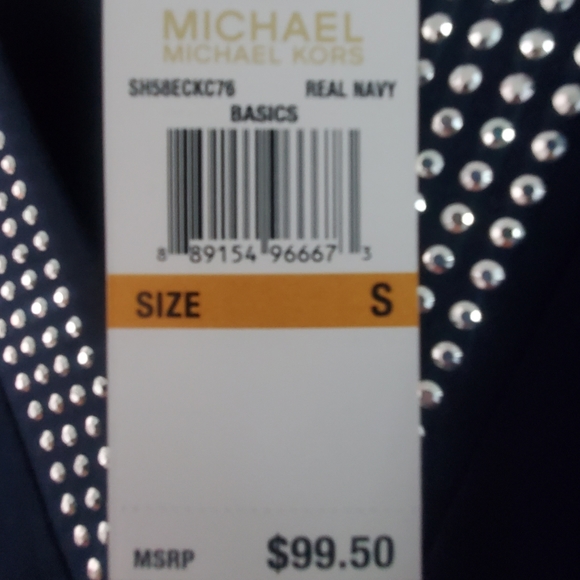 MICHAEL
MICHAEL KORS
SH58ECKC76 REAL NAVY
BASICS
8 89154 96667 3
SIZE S
MSRP $99.50